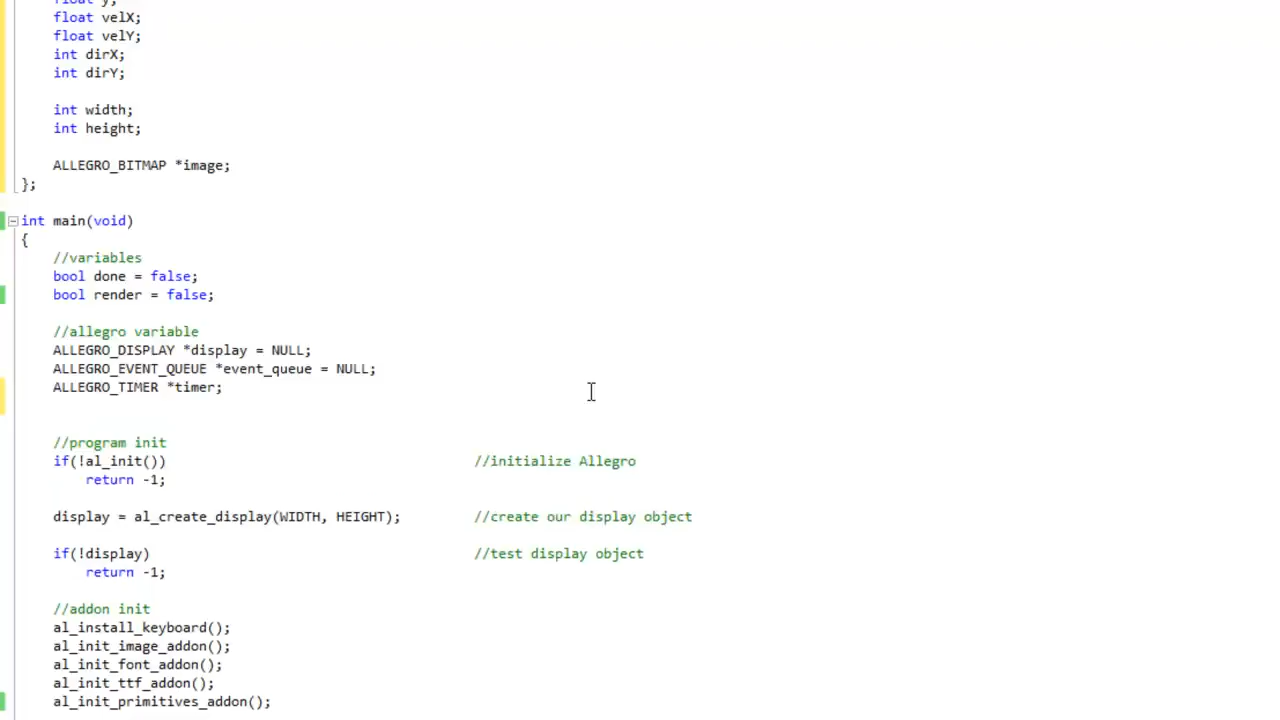 float y;
float velX;
float velY;
int dirX;
int dirY;
int width;
int height;
ALLEGRO_BITMAP *image;
};
int main(void)
{
//variables
bool done = false;
bool render = false;
//allegro variable
ALLEGRO_DISPLAY *display = NULL;
ALLEGRO_EVENT_QUEUE *event_queue = NULL;
ALLEGRO_TIMER *timer;
//program init
if(!al_init()) //initialize Allegro
return -1;
display = al_create_display(WIDTH, HEIGHT); //create our display object
if(!display) //test display object
return -1;
//addon init
al_install_keyboard();
al_init_image_addon();
al_init_font_addon();
al_init_ttf_addon();
al_init_primitives_addon();